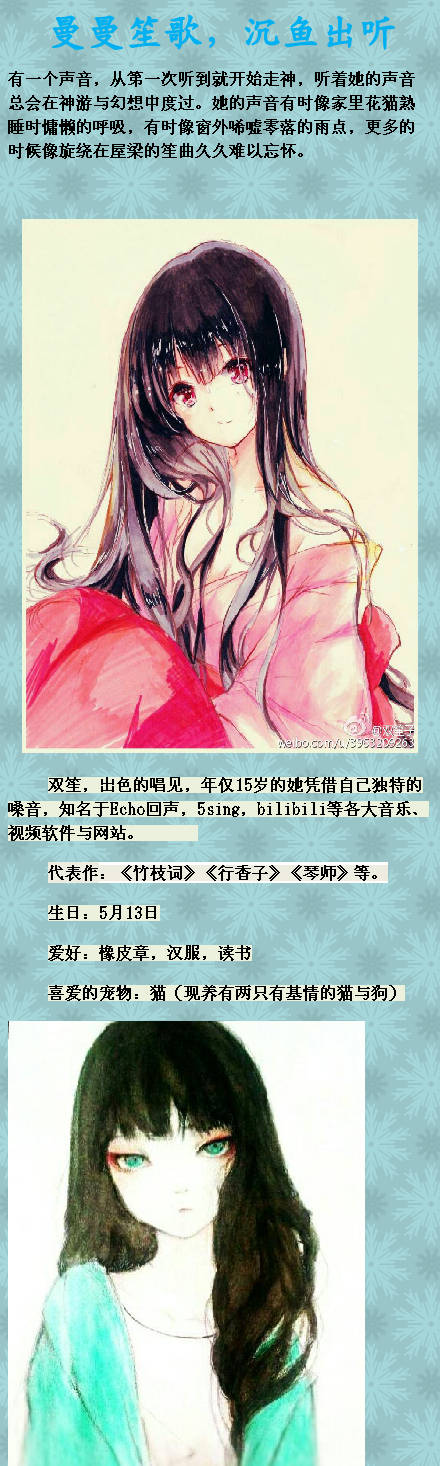 曼曼笙歌，沉鱼出听
有一个声音，从第一次听到就开始走神，听着她的声音
总会在神游与幻想中度过。她的声音有时像家里花猫熟
睡时慵懒的呼吸，有时像窗外唏嘘零落的雨点，更多的
时候像旋绕在屋梁的笙曲久久难以忘怀。
weibo.com/u/3963209263
双笙，出色的唱见，年仅15岁的她凭借自己独特的
嗓音，知名于Echo回声，5sing，bilibili等各大音乐、
视频软件与网站。
代表作：《竹枝词》《行香子》《琴师》等。
生日：5月13日
爱好：橡皮章，汉服，读书
喜爱的宠物：猫（现养有两只有基情的猫与狗）